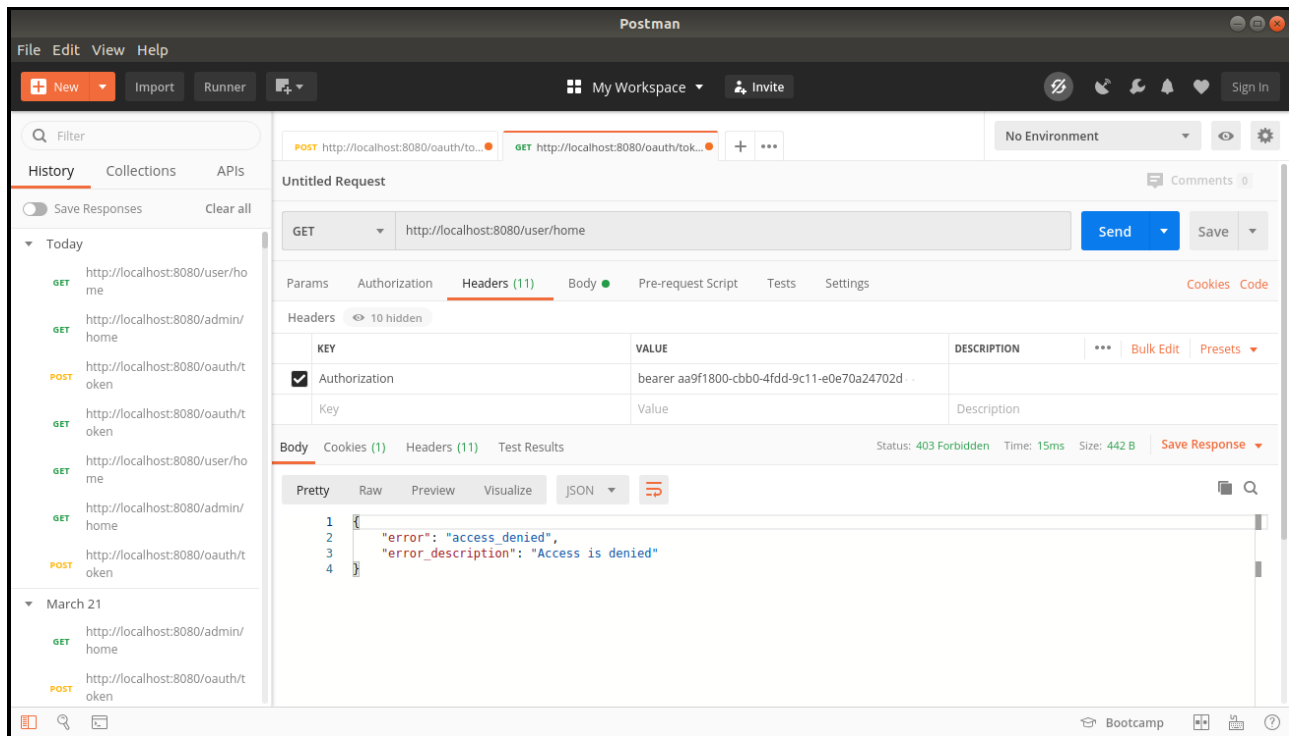 Postman
File Edit View Help
New Import Runner My Workspace Invite Sign In
Filter
History Collections APIs
Save Responses Clear all
Today
GET http://localhost:8080/user/ho
me
GET http://localhost:8080/admin/
home
POST http://localhost:8080/oauth/t
oken
GET http://localhost:8080/oauth/t
oken
GET http://localhost:8080/user/ho
me
GET http://localhost:8080/admin/
home
POST http://localhost:8080/oauth/t
oken
March 21
GET http://localhost:8080/admin/
home
POST http://localhost:8080/oauth/t
oken
POST http://localhost:8080/oauth/to... GET http://localhost:8080/oauth/tok... + •••
No Environment
Untitled Request Comments 0
GET http://localhost:8080/user/home Send Save
Params Authorization Headers (11) Body Pre-request Script Tests Settings Cookies Code
Headers 10 hidden
KEY VALUE DESCRIPTION ••• Bulk Edit Presets
Authorization bearer aa9f1800-cbb0-4fdd-9c11-e0e70a24702d
Key Value Description
Body Cookies (1) Headers (11) Test Results Status: 403 Forbidden Time: 15ms Size: 442 B Save Response
Pretty Raw Preview Visualize JSON
1 {
2 "error": "access_denied",
3 "error_description": "Access is denied"
4 }
Bootcamp